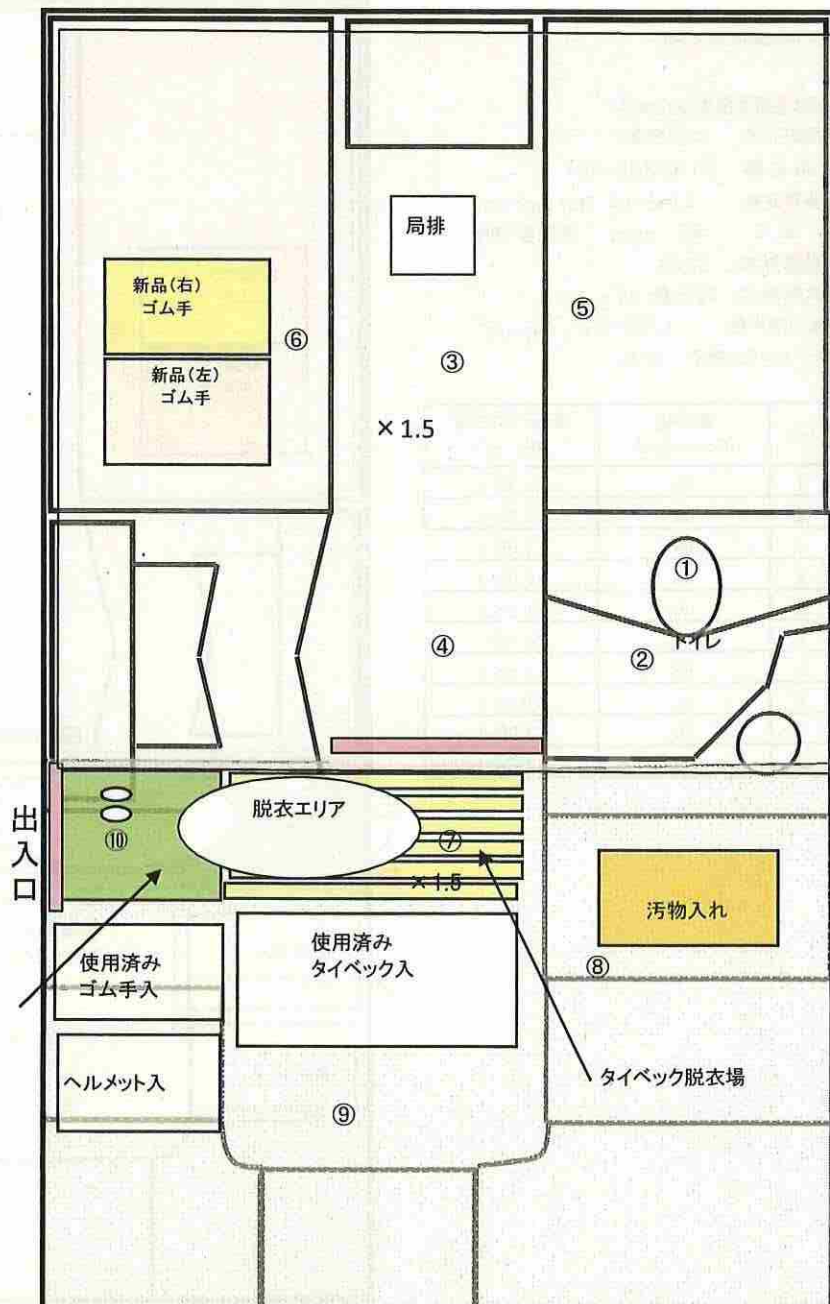 局排
新品(右)
ゴム手
⑥
新品(左)
ゴム手
⑤
③
×1.5
①
トイレ
②
④
出入口
脱衣エリア
⑩
⑦
×1.5
汚物入れ
使用済み
ゴム手入
使用済み
タイベック入
⑧
ヘルメット入
タイベック脱衣場
⑨